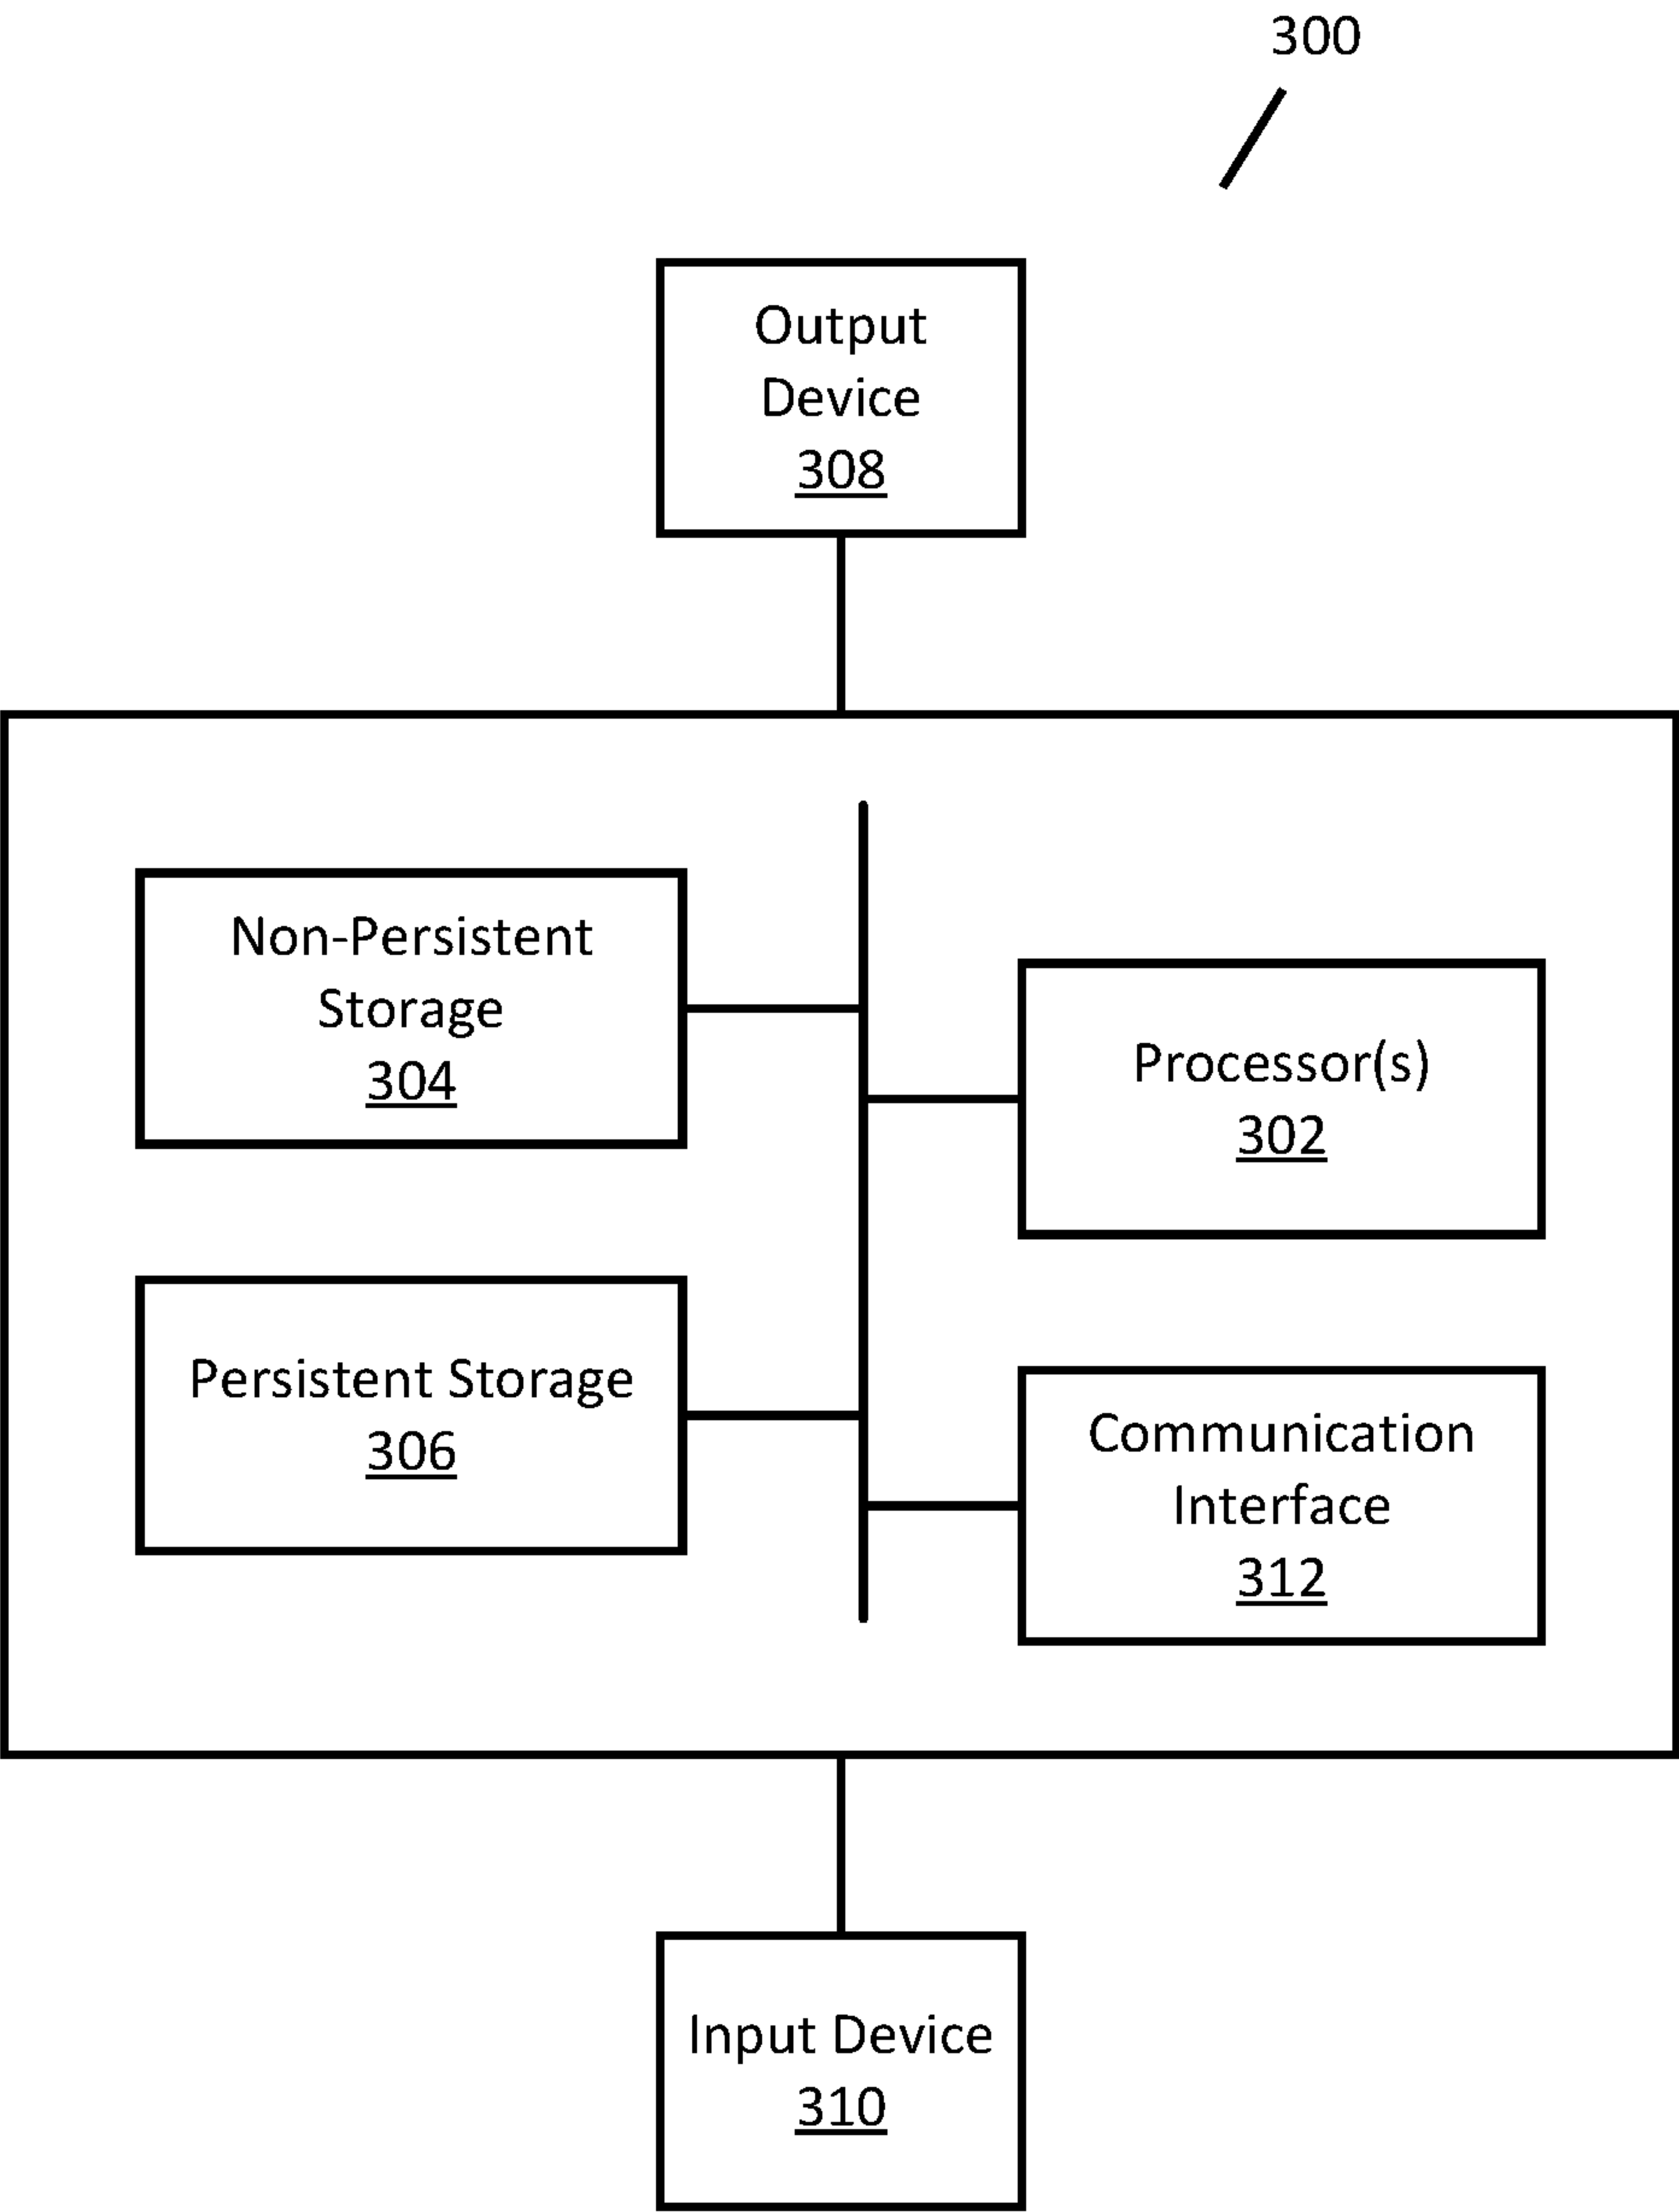 300
Output
Device
308
Non-Persistent
Storage
304
Processor(s)
302
Persistent Storage
306
Communication
Interface
312
Input Device
310